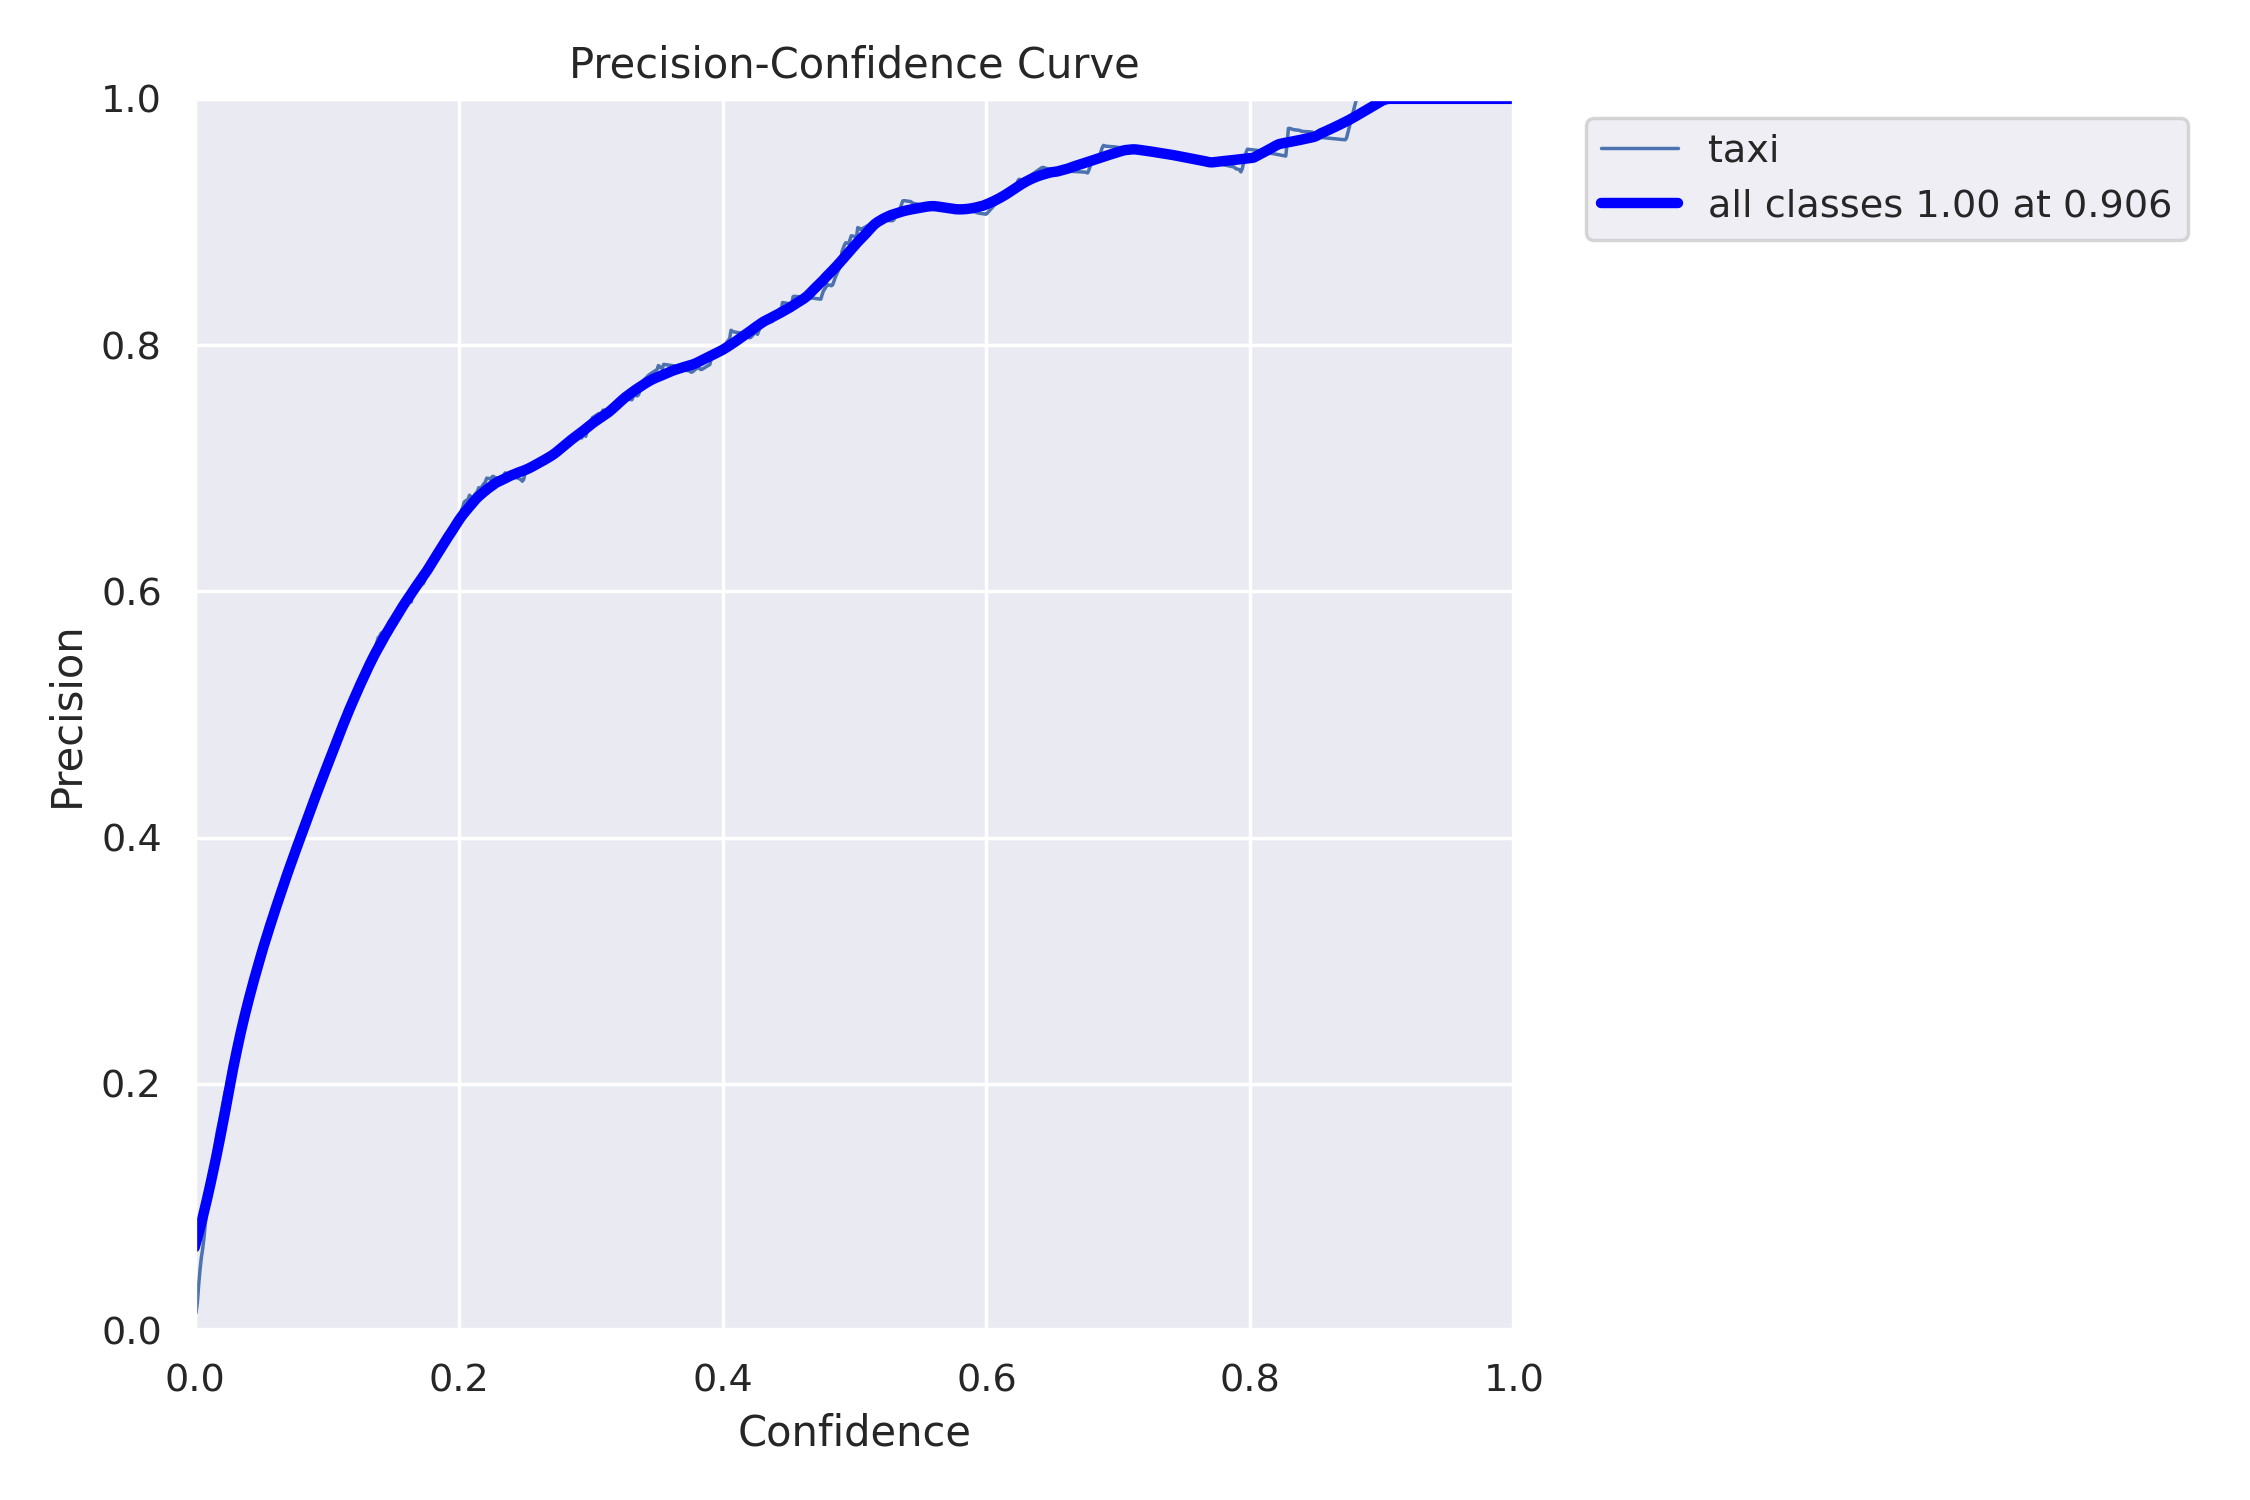 Precision-Confidence Curve
1.0
0.8
0.6
0.4
0.2
0.0
Precision
0.0 0.2 0.4 0.6 0.8 1.0
Confidence
taxi
all classes 1.00 at 0.906